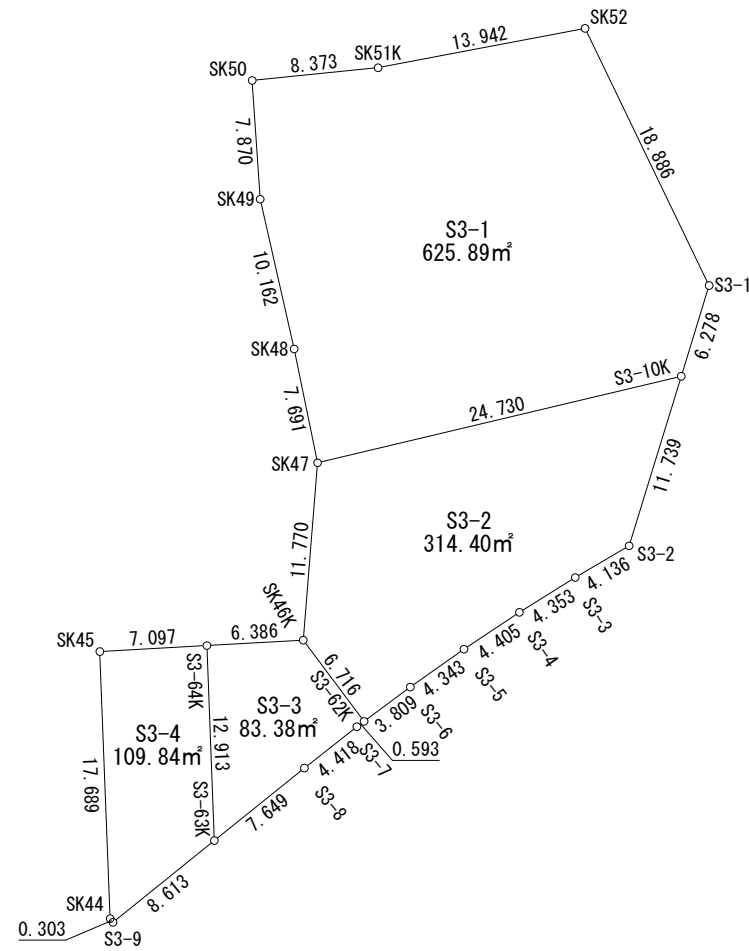 SK52
13.942
SK51K
8.373
SK50
7.870
18.886
SK49
S3-1
625.89㎡
10.162
S3-1
6.278
SK48
S3-10K
7.691
24.730
SK47
11.739
S3-2
314.40㎡
11.770
S3-2
4.136
S3-3
4.353
SK46K
S3-4
4.405
SK45
7.097
6.386
S3-5
4.343
6.716
S3-64K
S3-62K
S3-6
3.809
S3-3
83.38㎡
S3-4
109.84㎡
12.913
S3-7
0.593
4.418
17.689
S3-8
S3-63K
7.649
8.613
SK44
0.303
S3-9